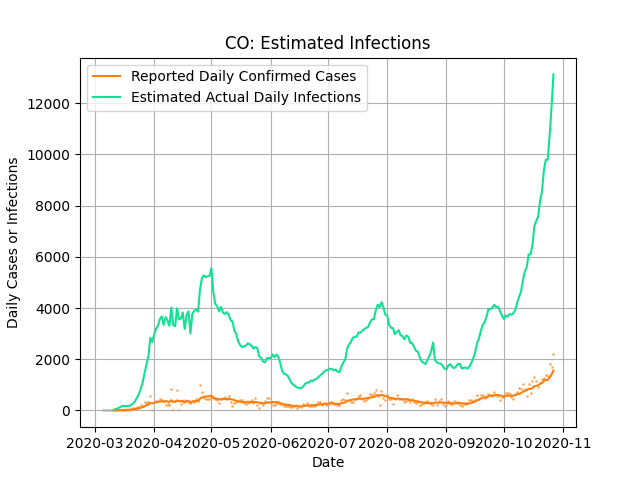 CO: Estimated Infections
Reported Daily Confirmed Cases
Estimated Actual Daily Infections
Daily Cases or Infections
12000
10000
8000
6000
4000
2000
0
2020-03 2020-04 2020-05 2020-06 2020-07 2020-08 2020-09 2020-10 2020-11
Date